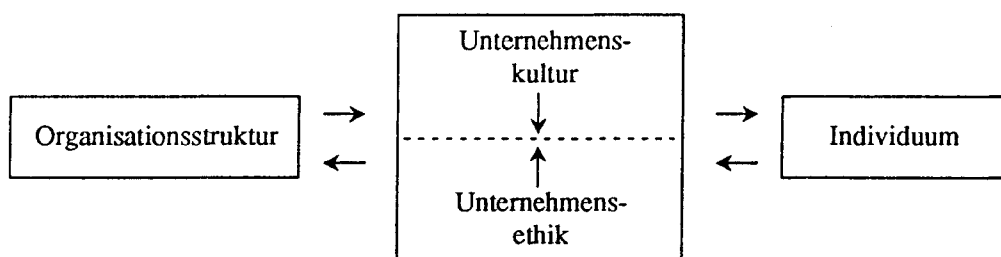 Unternehmens-
kultur
Organisationsstruktur
Individuum
Unternehmens-
ethik